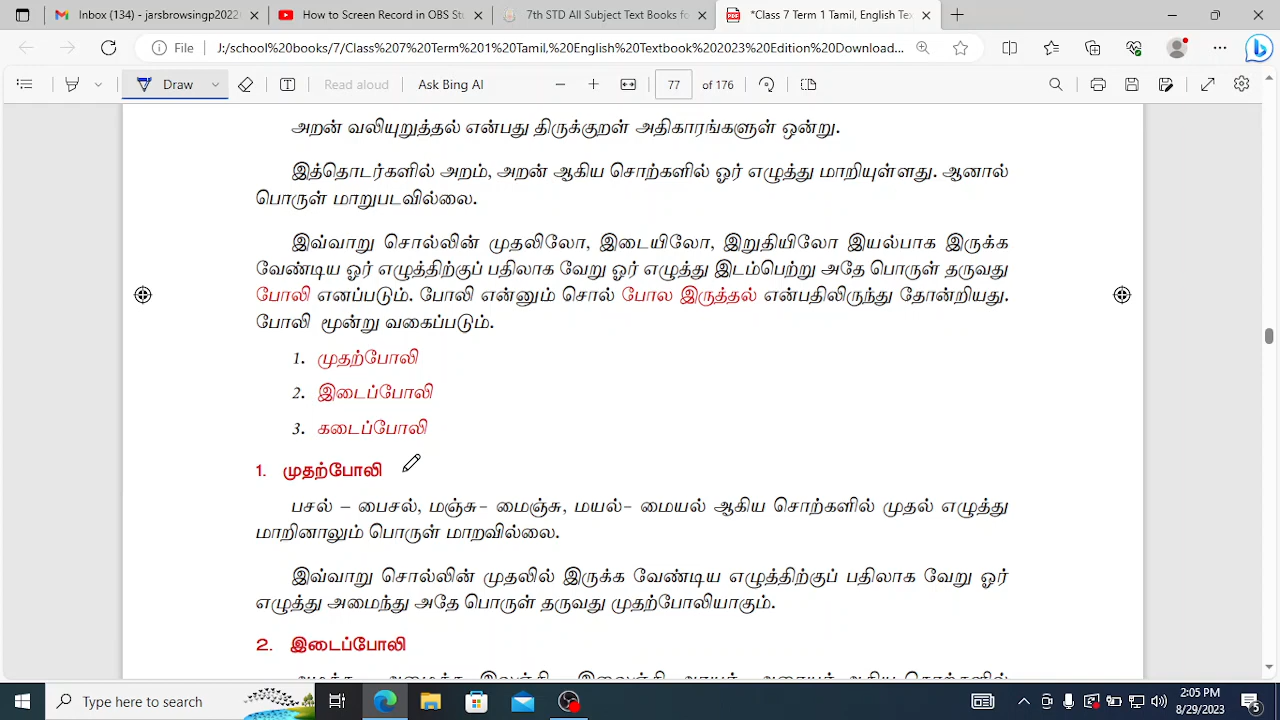 Inbox (134) - jarsbrowsingp2022
How to Screen Record in OBS Stu
7th STD All Subject Text Books fo
*Class 7 Term 1 Tamil, English Tex
File
J:/school%20books/7/Class%207%20Term%201%20Tamil,%20English%20Textbook%202023%20Edition%20Download...
Draw
Read aloud
Ask Bing AI
77
of 176
அறன் வலியுறுத்தல் என்பது திருக்குறள் அதிகாரங்களுள் ஒன்று.
இத்தொடர்களில் அறம், அறன் ஆகிய சொற்களில் ஓர் எழுத்து மாறியுள்ளது. ஆனால்
பொருள் மாறுபடவில்லை.
இவ்வாறு சொல்லின் முதலிலோ, இடையிலோ, இறுதியிலோ இயல்பாக இருக்க
வேண்டிய ஓர் எழுத்திற்குப் பதிலாக வேறு ஓர் எழுத்து இடம்பெற்று அதே பொருள் தருவது
போலி எனப்படும். போலி என்னும் சொல் போல இருத்தல் என்பதிலிருந்து தோன்றியது.
போலி மூன்று வகைப்படும்.
1. முதற்போலி
2. இடைப்போலி
3. கடைப்போலி
1. முதற்போலி
பசல் – பைசல், மஞ்சு- மைஞ்சு, மயல்- மையல் ஆகிய சொற்களில் முதல் எழுத்து
மாறினாலும் பொருள் மாறவில்லை.
இவ்வாறு சொல்லின் முதலில் இருக்க வேண்டிய எழுத்திற்குப் பதிலாக வேறு ஓர்
எழுத்து அமைந்து அதே பொருள் தருவது முதற்போலியாகும்.
2. இடைப்போலி
Type here to search
2:05 PM
8/29/2023
5